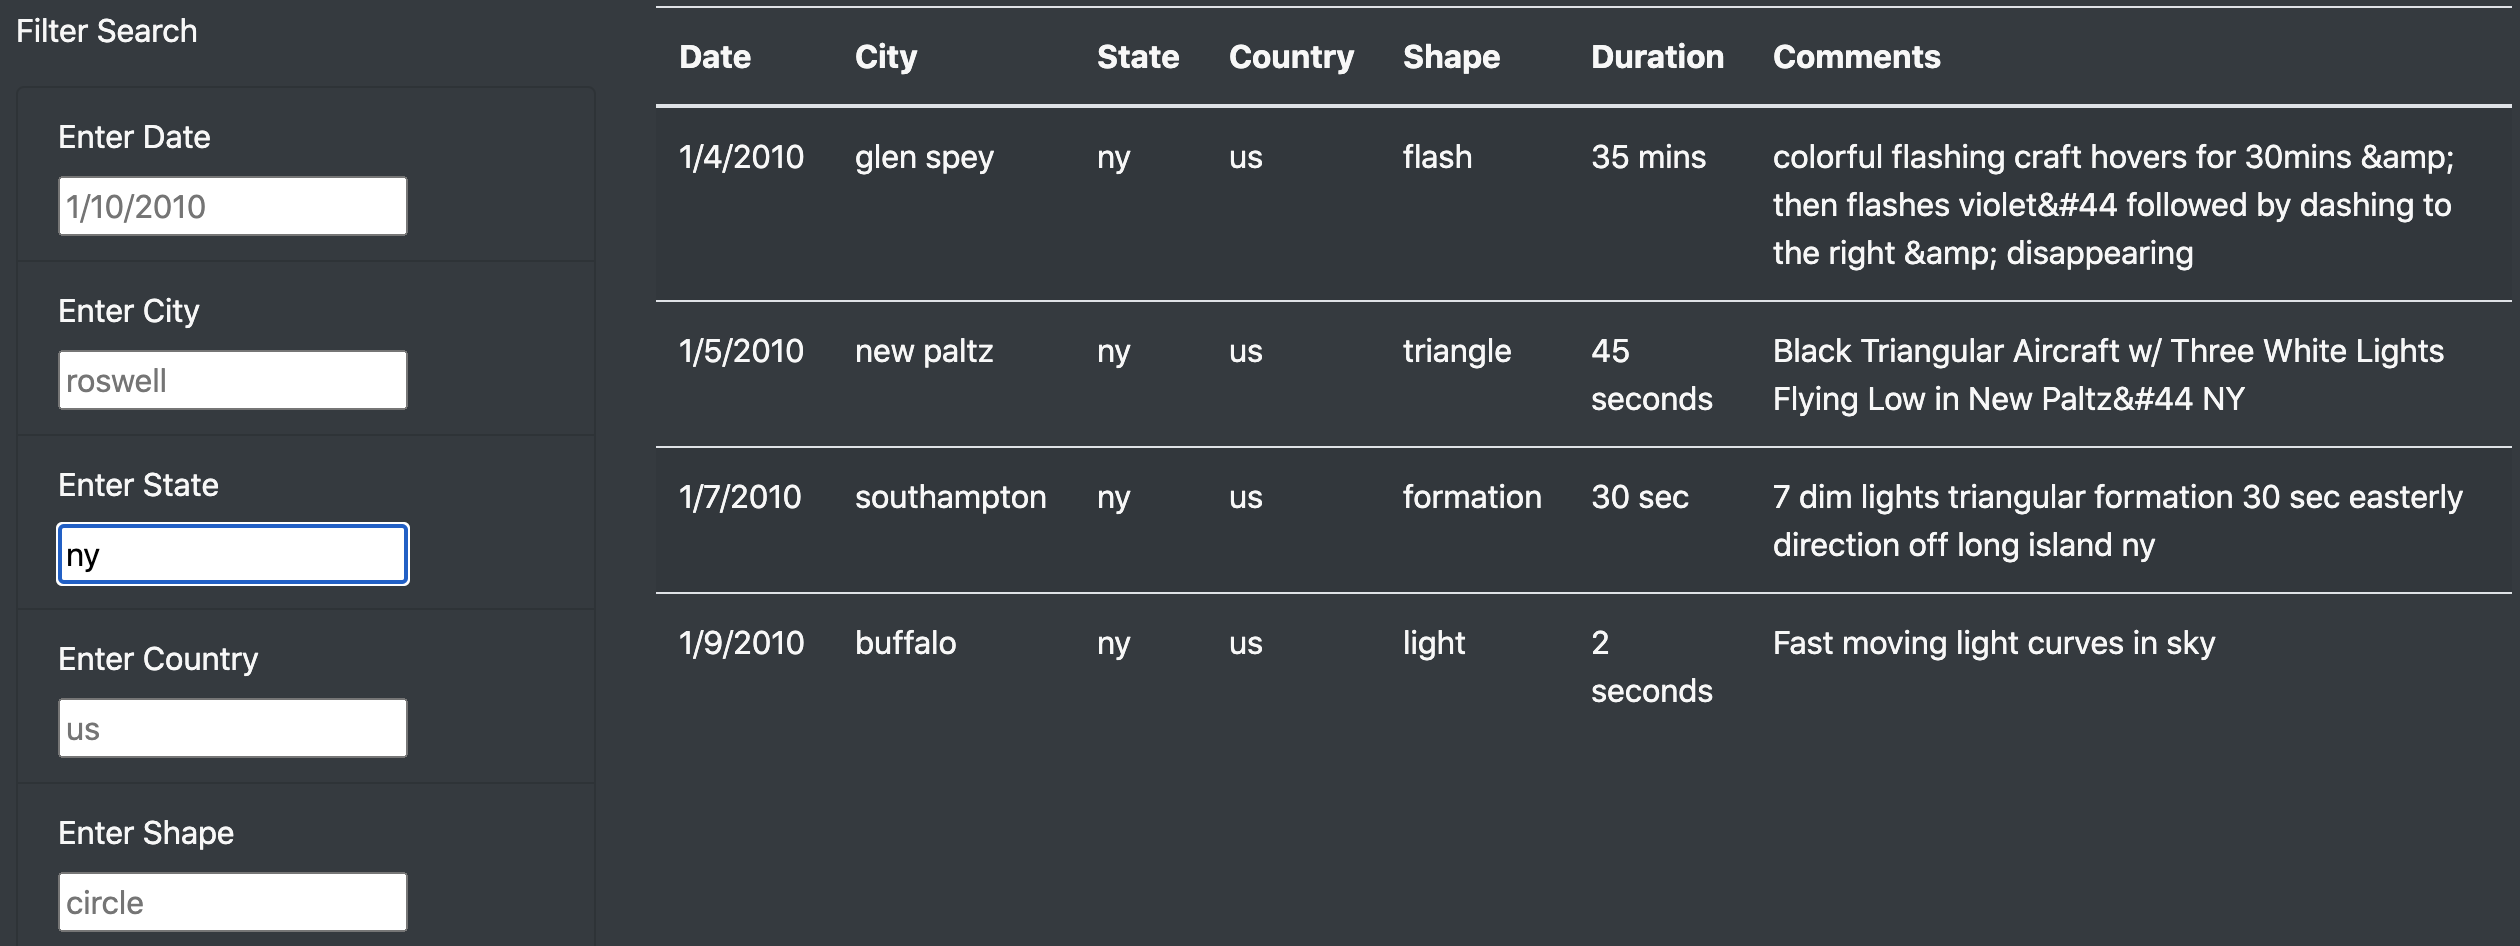 Filter Search
Enter Date
1/10/2010
Enter City
roswell
Enter State
ny
Enter Country
us
Enter Shape
circle
Date City State Country Shape Duration Comments
1/4/2010 glen spey ny us flash 35 mins colorful flashing craft hovers for 30mins &amp;
then flashes violet&#44 followed by dashing to
the right &amp; disappearing
1/5/2010 new paltz ny us triangle 45 Black Triangular Aircraft w/ Three White Lights
seconds Flying Low in New Paltz&#44 NY
1/7/2010 southampton ny us formation 30 sec 7 dim lights triangular formation 30 sec easterly
direction off long island ny
1/9/2010 buffalo ny us light 2 Fast moving light curves in sky
seconds